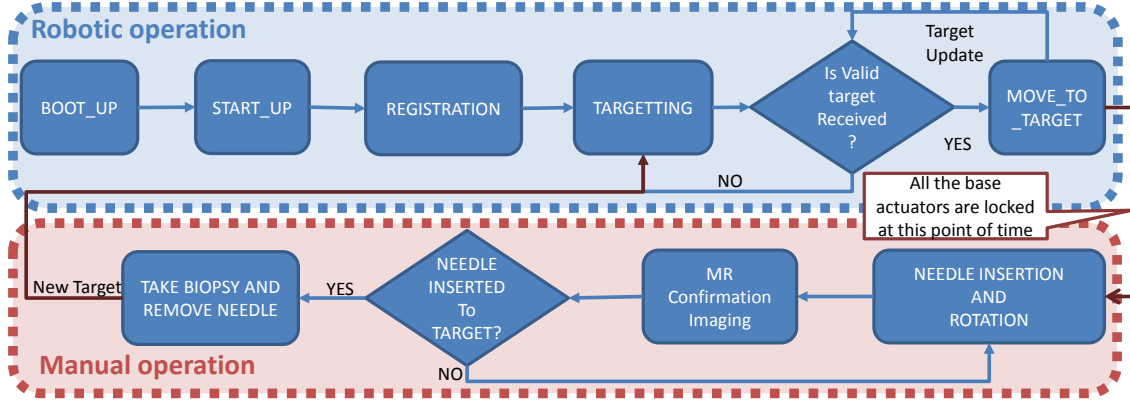 Robotic operation
BOOT_UP
START_UP
REGISTRATION
TARGETTING
Is Valid
target
Received
?
Target
Update
YES
MOVE_TO
_TARGET
NO
All the base
actuators are locked
at this point of time
New Target
TAKE BIOPSY AND
REMOVE NEEDLE
YES
NEEDLE
INSERTED
To
TARGET?
MR
Confirmation
Imaging
NEEDLE INSERTION
AND
ROTATION
Manual operation
NO